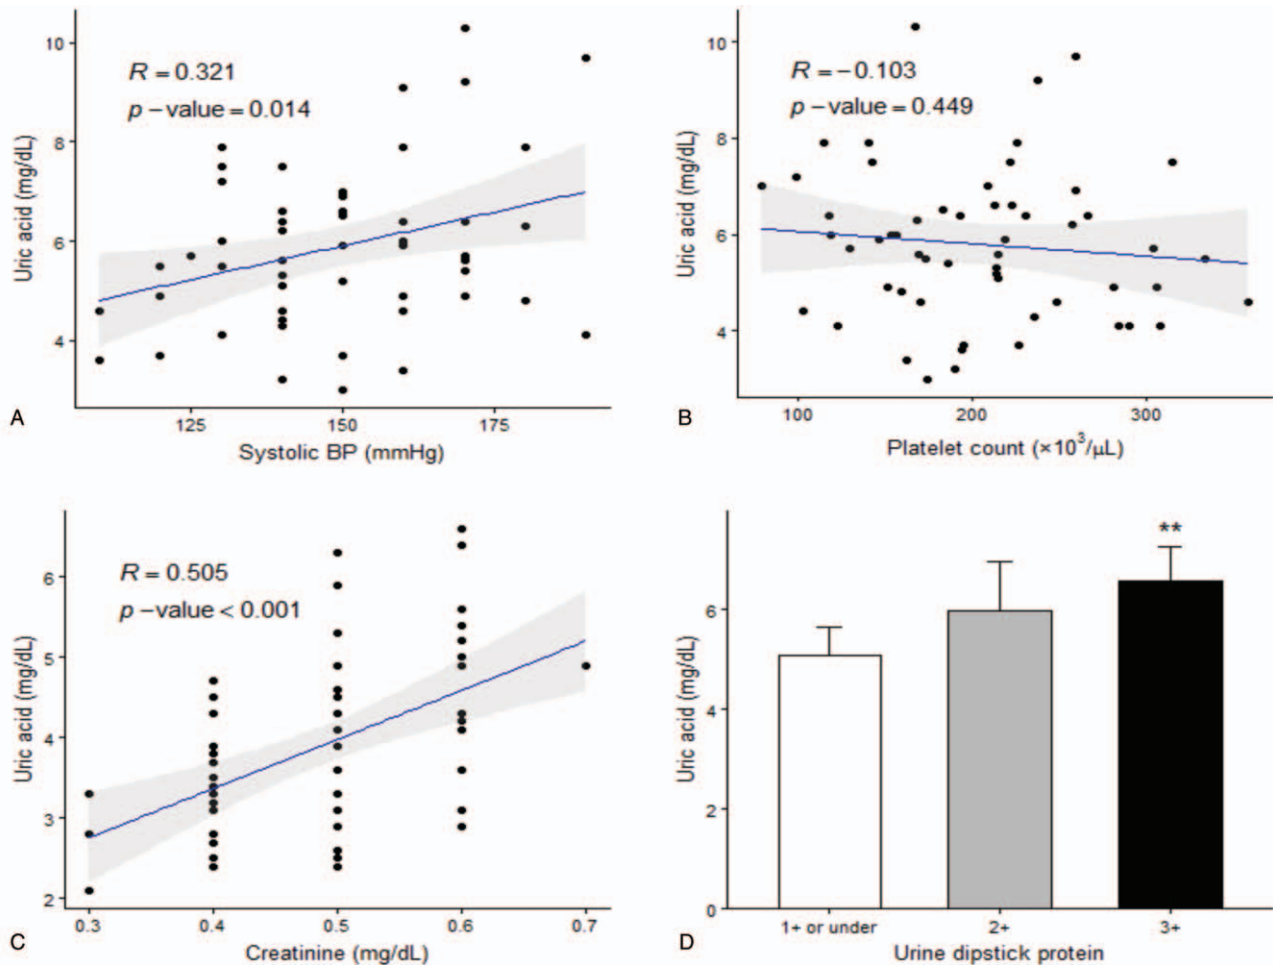 10
8
6
4
Uric acid (mg/dL)
R = 0.321
p − value = 0.014
125 150 175
Systolic BP (mmHg)
A
10
8
6
4
Uric acid (mg/dL)
R = −0.103
p − value = 0.449
100 200 300
Platelet count (×10³/μL)
B
6
5
4
3
2
Uric acid (mg/dL)
R = 0.505
p − value < 0.001
0.3 0.4 0.5 0.6 0.7
Creatinine (mg/dL)
C
6
4
2
0
Uric acid (mg/dL)
**
1+ or under 2+ 3+
Urine dipstick protein
D